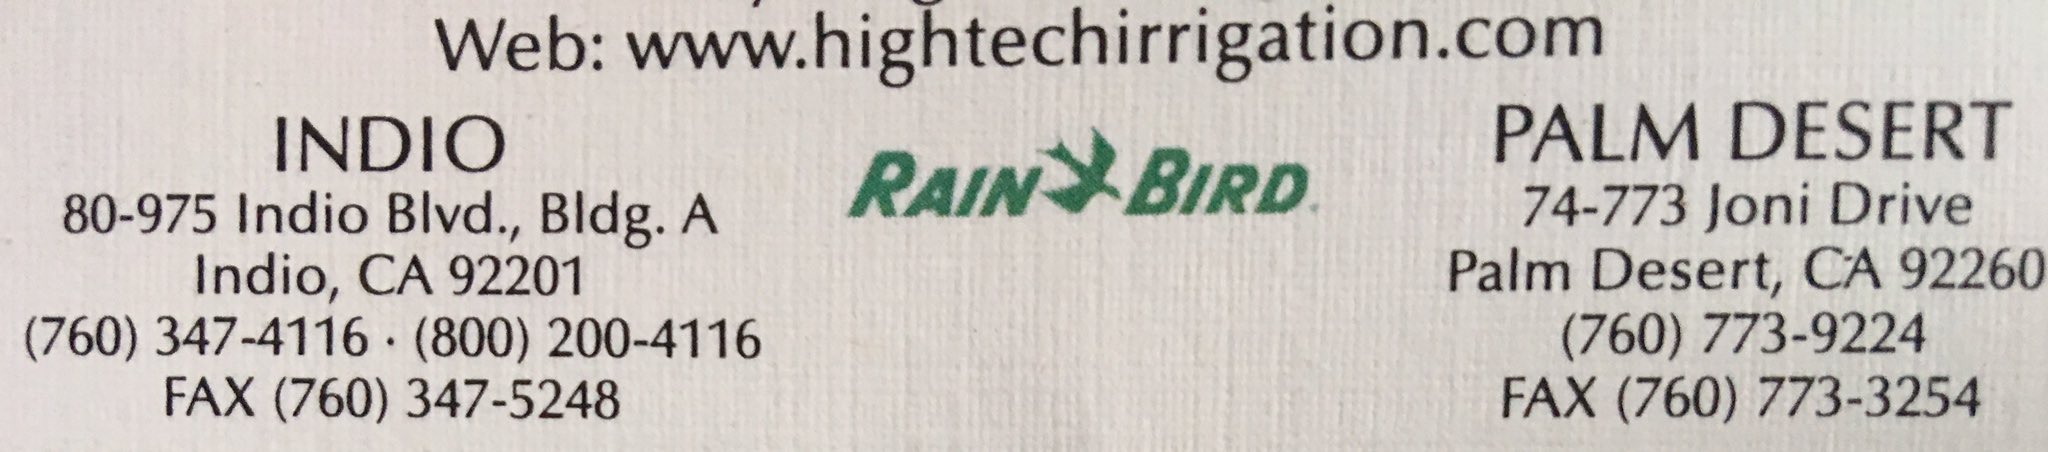 Web: www.hightechirrigation.com
INDIO
80-975 Indio Blvd., Bldg. A
Indio, CA 92201
(760) 347-4116 · (800) 200-4116
FAX (760) 347-5248
RAIN BIRD
PALM DESERT
74-773 Joni Drive
Palm Desert, CA 92260
(760) 773-9224
FAX (760) 773-3254